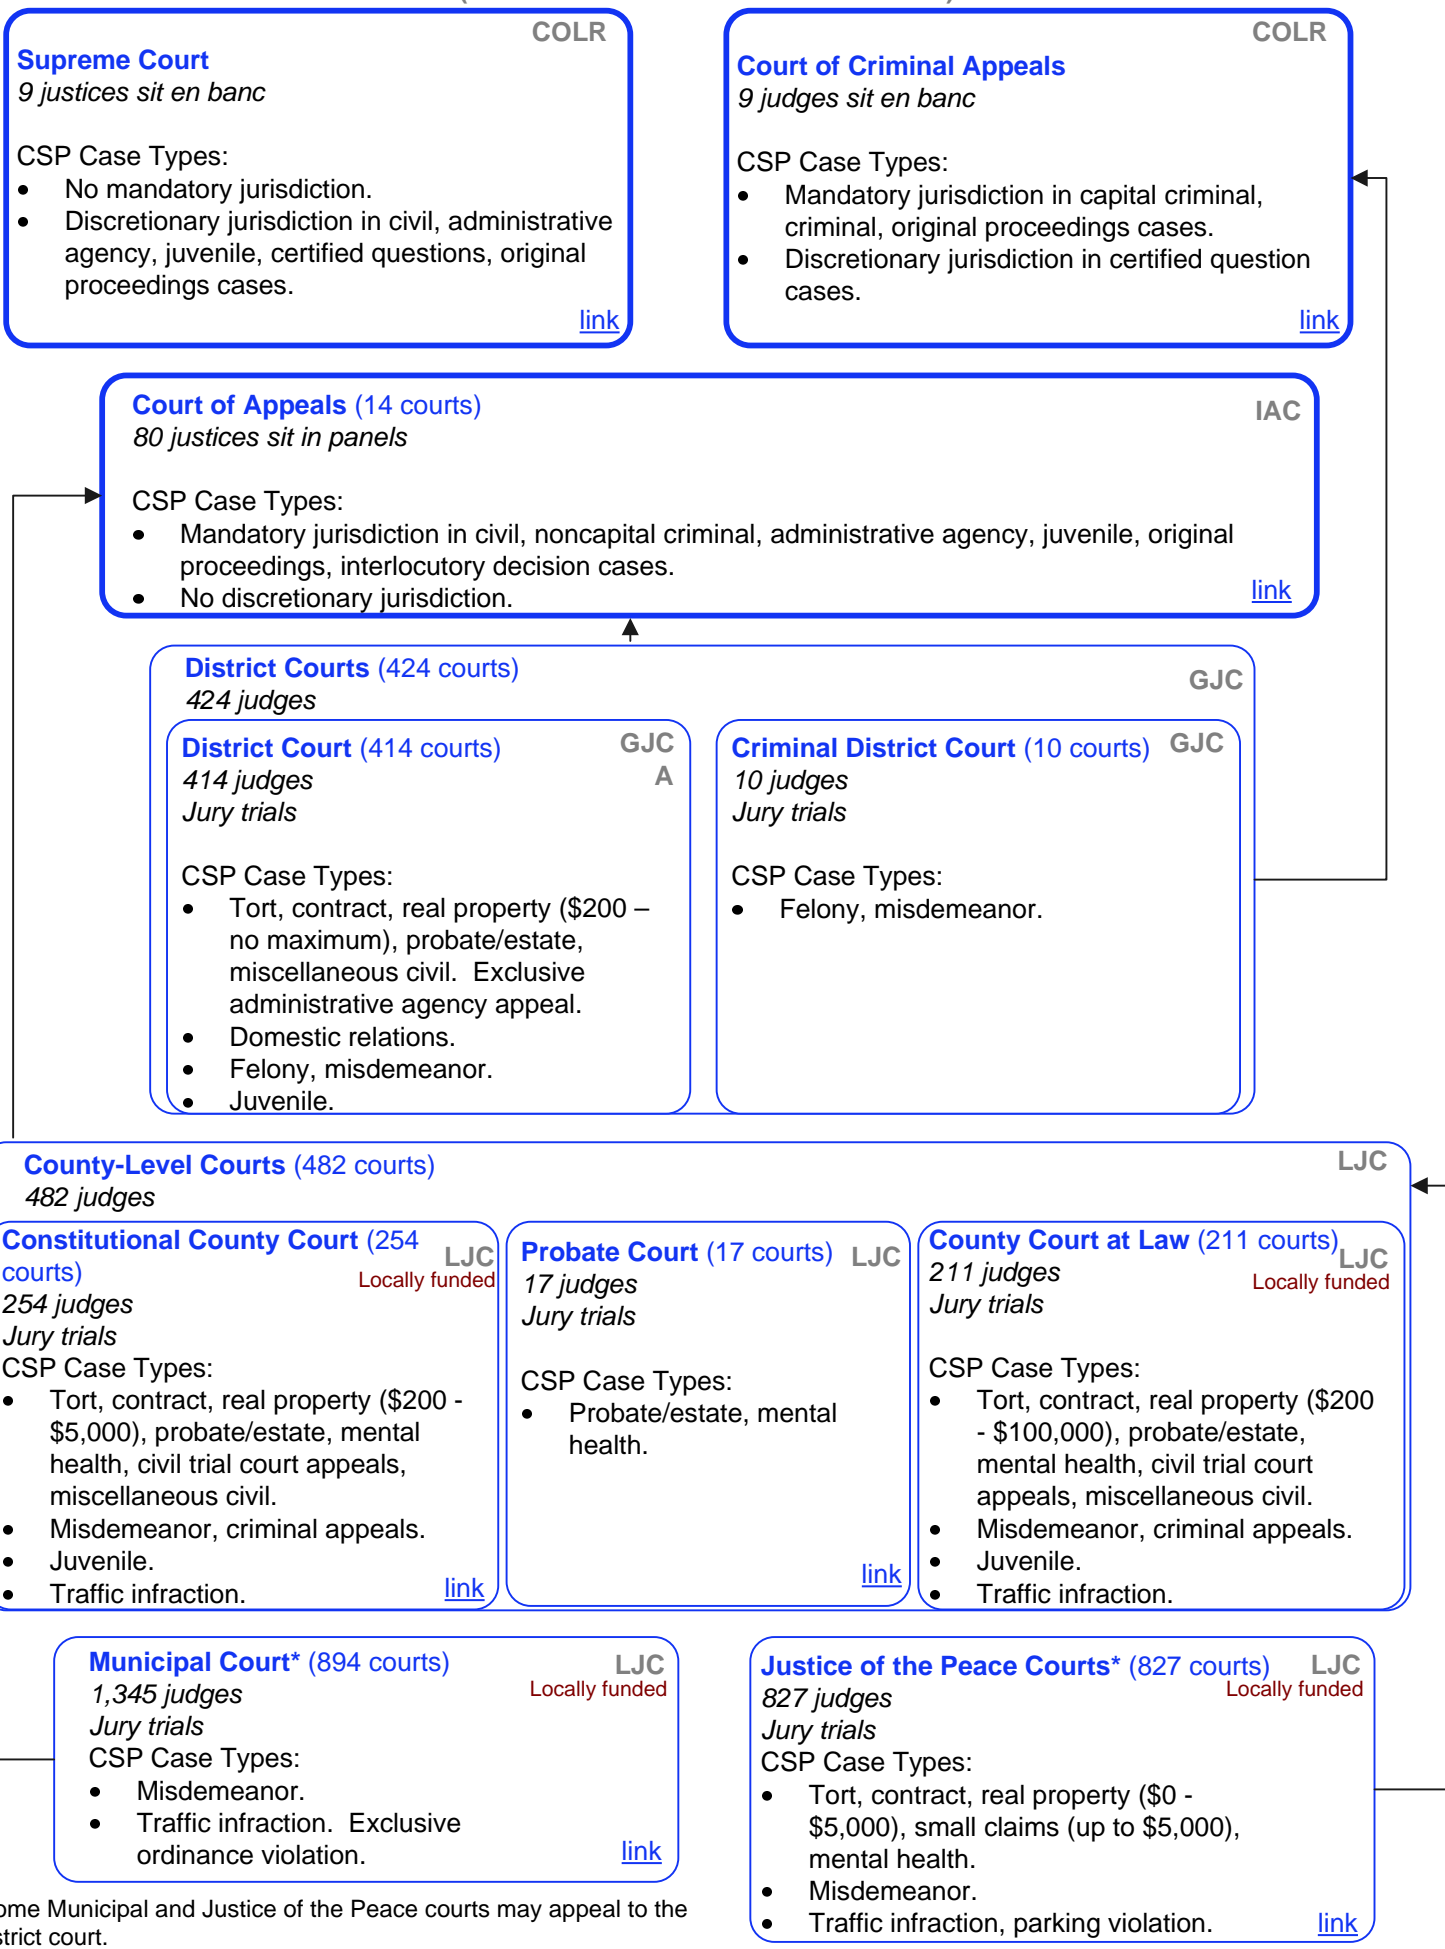 COLR
Supreme Court
9 justices sit en banc
CSP Case Types:
• No mandatory jurisdiction.
• Discretionary jurisdiction in civil, administrative
agency, juvenile, certified questions, original
proceedings cases.
link
COLR
Court of Criminal Appeals
9 judges sit en banc
CSP Case Types:
• Mandatory jurisdiction in capital criminal,
criminal, original proceedings cases.
• Discretionary jurisdiction in certified question
cases.
link
Court of Appeals (14 courts)
IAC
80 justices sit in panels
CSP Case Types:
• Mandatory jurisdiction in civil, noncapital criminal, administrative agency, juvenile, original
proceedings, interlocutory decision cases.
• No discretionary jurisdiction.
link
District Courts (424 courts)
GJC
424 judges
District Court (414 courts)
GJC
A
414 judges
Jury trials
CSP Case Types:
• Tort, contract, real property ($200 –
no maximum), probate/estate,
miscellaneous civil.  Exclusive
administrative agency appeal.
• Domestic relations.
• Felony, misdemeanor.
• Juvenile.
Criminal District Court (10 courts)
GJC
10 judges
Jury trials
CSP Case Types:
• Felony, misdemeanor.
County-Level Courts (482 courts)
LJC
482 judges
Constitutional County Court (254
courts)
LJC
Locally funded
254 judges
Jury trials
CSP Case Types:
• Tort, contract, real property ($200 -
$5,000), probate/estate, mental
health, civil trial court appeals,
miscellaneous civil.
• Misdemeanor, criminal appeals.
• Juvenile.
• Traffic infraction.
link
Probate Court (17 courts)
LJC
17 judges
Jury trials
CSP Case Types:
• Probate/estate, mental
health.
link
County Court at Law (211 courts)
LJC
Locally funded
211 judges
Jury trials
CSP Case Types:
• Tort, contract, real property ($200
- $100,000), probate/estate,
mental health, civil trial court
appeals, miscellaneous civil.
• Misdemeanor, criminal appeals.
• Juvenile.
• Traffic infraction.
Municipal Court* (894 courts)
LJC
Locally funded
1,345 judges
Jury trials
CSP Case Types:
• Misdemeanor.
• Traffic infraction.  Exclusive
ordinance violation.
link
Justice of the Peace Courts* (827 courts)
LJC
Locally funded
827 judges
Jury trials
CSP Case Types:
• Tort, contract, real property ($0 -
$5,000), small claims (up to $5,000),
mental health.
• Misdemeanor.
• Traffic infraction, parking violation.
link
ome Municipal and Justice of the Peace courts may appeal to the
strict court.